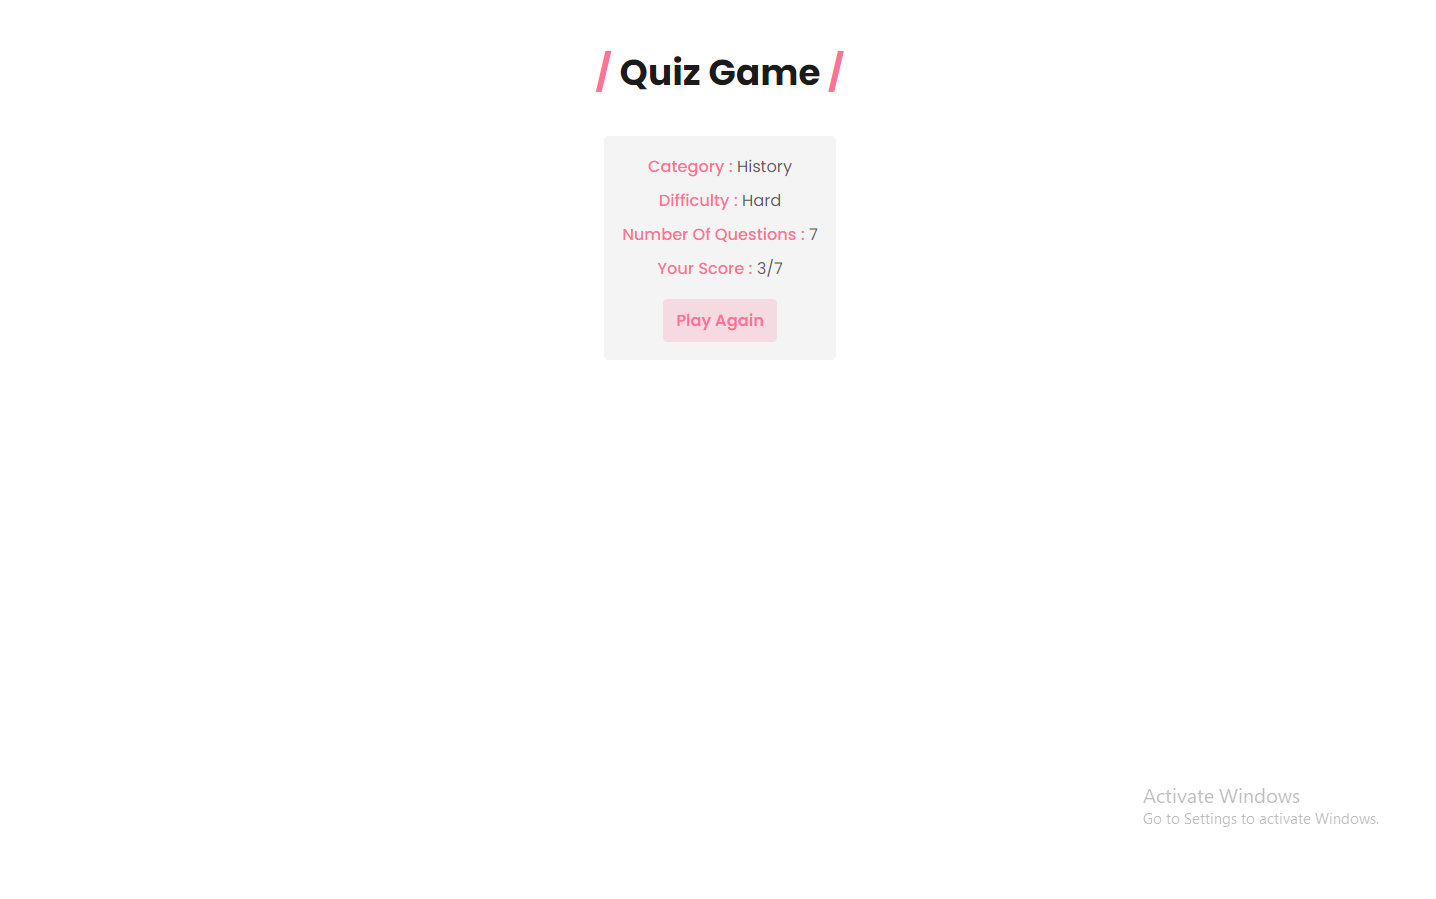 / Quiz Game /
Category : History
Difficulty : Hard
Number Of Questions : 7
Your Score : 3/7
Play Again
Activate Windows
Go to Settings to activate Windows.